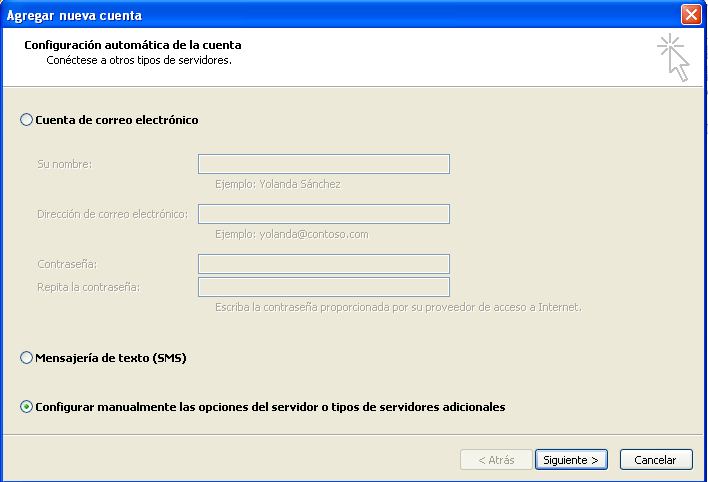 Agregar nueva cuenta
Configuración automática de la cuenta
Conéctese a otros tipos de servidores.
Cuenta de correo electrónico
Su nombre:
Ejemplo: Yolanda Sánchez
Dirección de correo electrónico:
Ejemplo: yolanda@contoso.com
Contraseña:
Repita la contraseña:
Escriba la contraseña proporcionada por su proveedor de acceso a Internet.
Mensajería de texto (SMS)
Configurar manualmente las opciones del servidor o tipos de servidores adicionales
< Atrás
Siguiente >
Cancelar